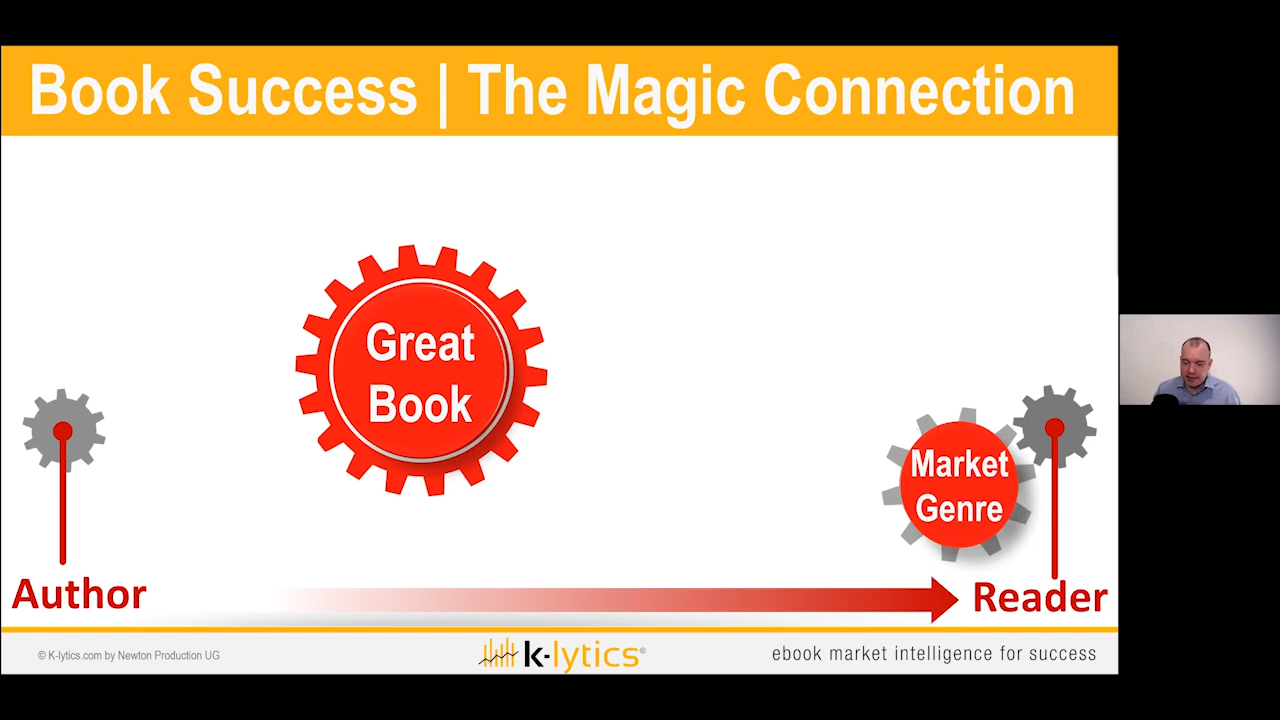 Book Success | The Magic Connection
Great
Book
Market
Genre
Author
Reader
© K-lytics.com by Newton Production UG
k-lytics®
ebook market intelligence for success